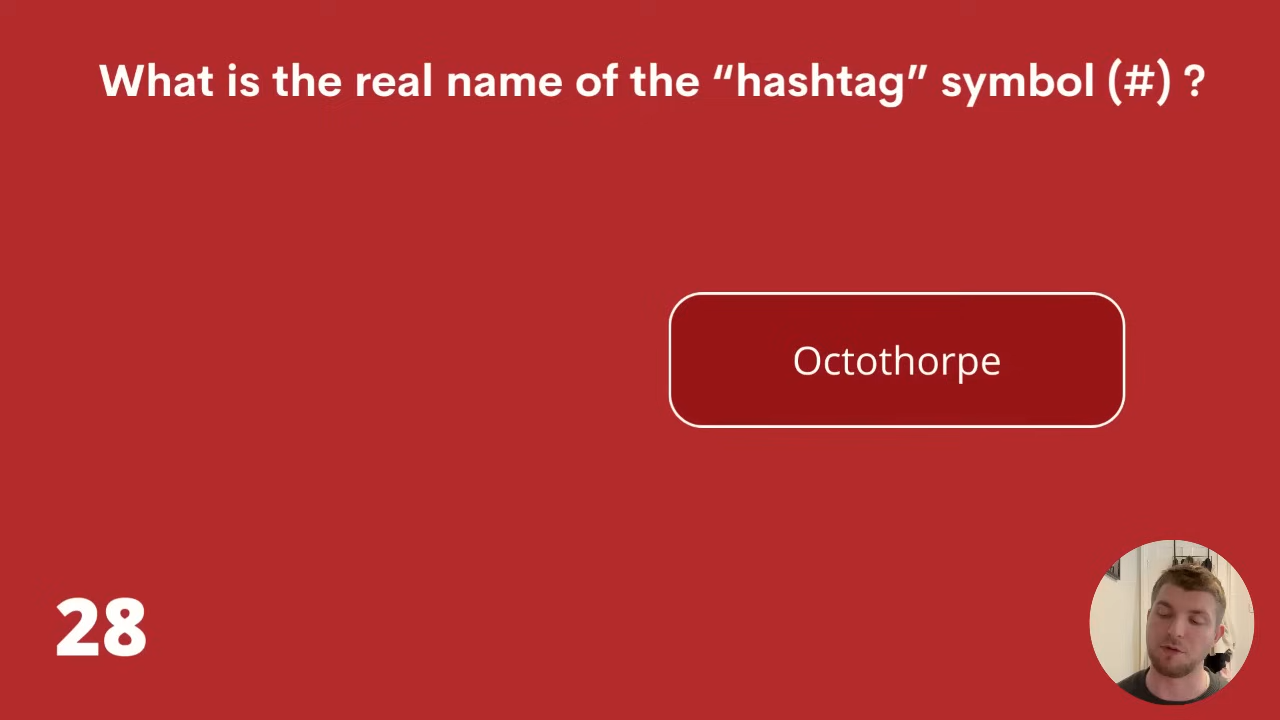 What is the real name of the “hashtag” symbol (#) ?
Octothorpe
28